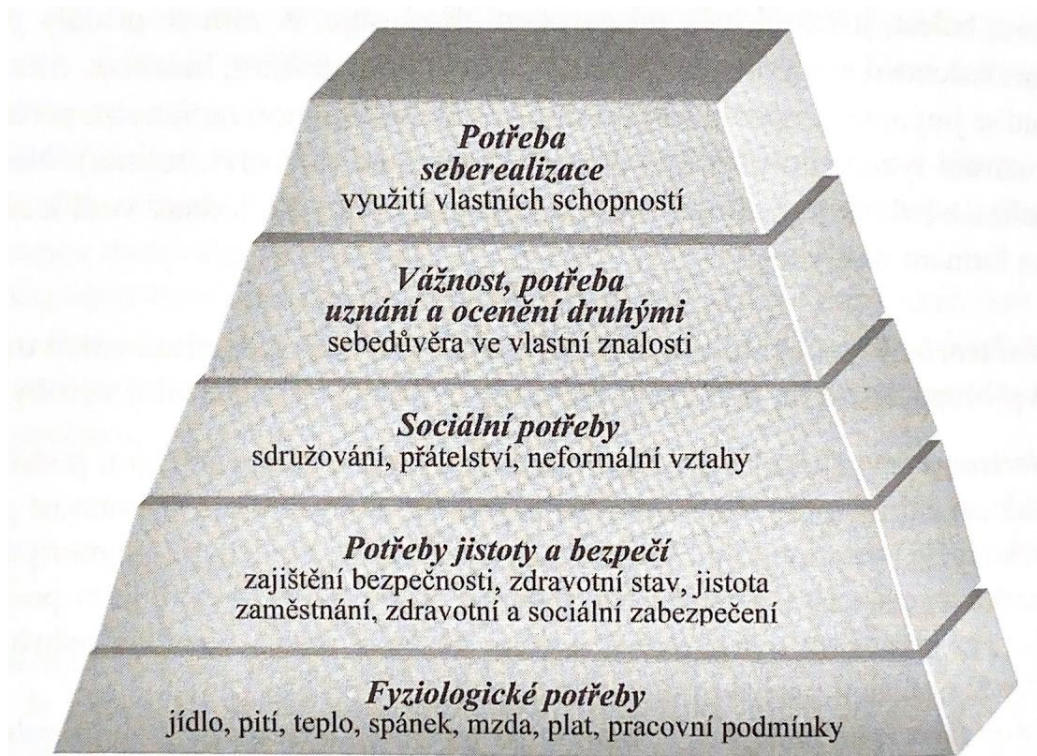 Potřeba
seberealizace
využití vlastních schopností
Vážnost, potřeba
uznání a ocenění druhými
sebedůvěra ve vlastní znalosti
Sociální potřeby
sdružování, přátelství, neformální vztahy
Potřeby jistoty a bezpečí
zajištění bezpečnosti, zdravotní stav, jistota
zaměstnání, zdravotní a sociální zabezpečení
Fyziologické potřeby
jídlo, pití, teplo, spánek, mzda, plat, pracovní podmínky